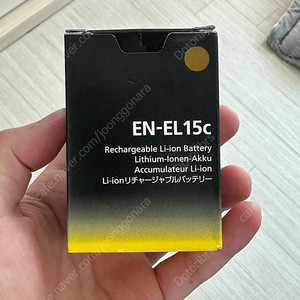 EN-EL15c
Rechargeable Li-ion Battery
Lithium-Ionen-Akku
Accumulateur Li-ion
Li-ionリチャージャブルバッテリー